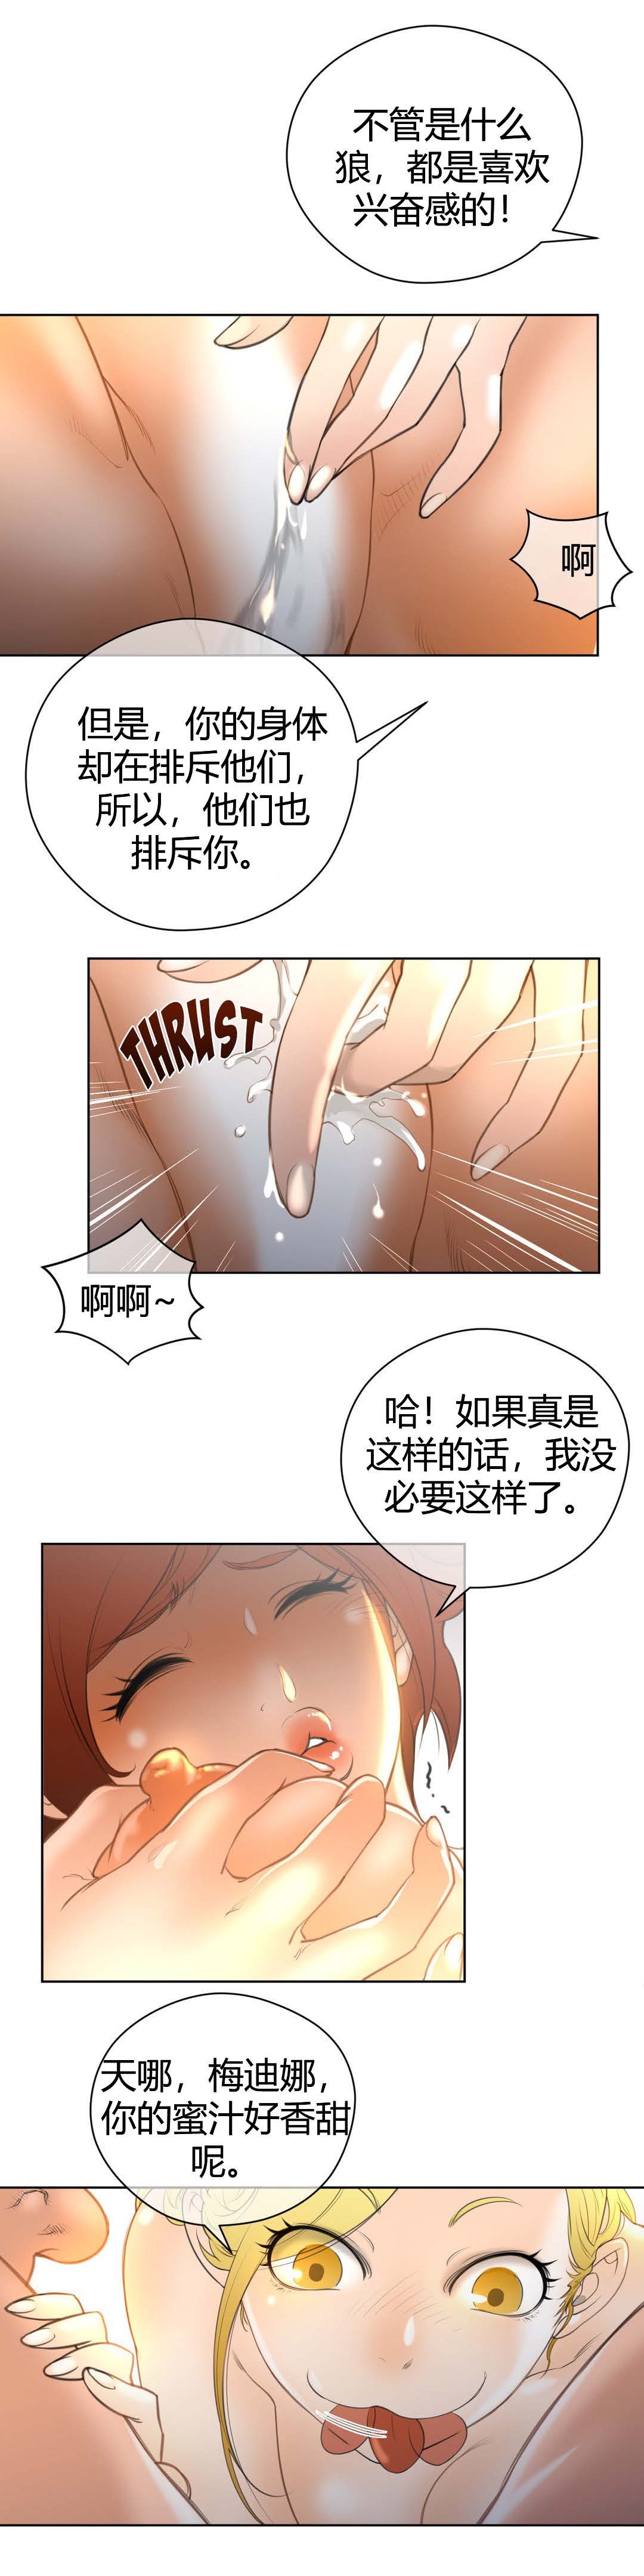 不管是什么
狼，都是喜欢
兴奋感的！
啊
但是，你的身体
却在排斥他们，
所以，他们也
排斥你。
THRUST
啊啊~
哈！如果真是
这样的话，我没
必要这样了。
天哪，梅迪娜，
你的蜜汁好香甜
呢。